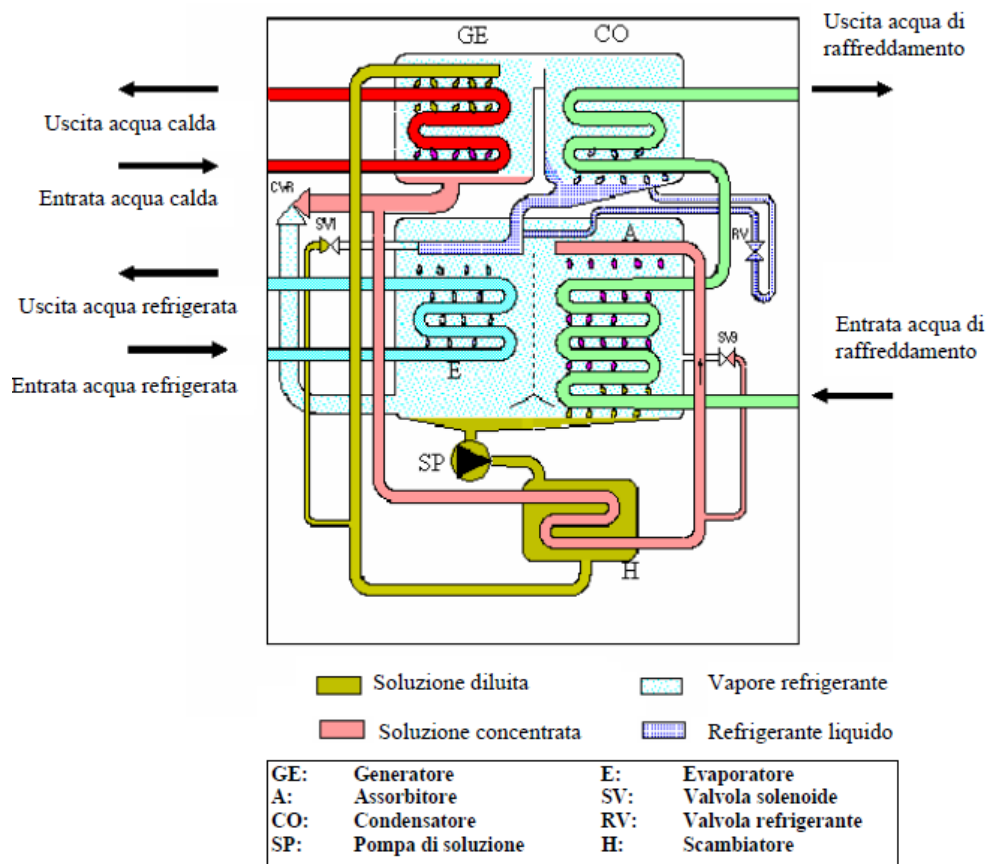 GE
CO
Uscita acqua di
raffreddamento
Uscita acqua calda
Entrata acqua calda
CWR
SV1
A
RV
Uscita acqua refrigerata
Entrata acqua di
raffreddamento
SV9
Entrata acqua refrigerata
E
SP
H
Soluzione diluita
Vapore refrigerante
Soluzione concentrata
Refrigerante liquido
GE: Generatore E: Evaporatore
A: Assorbitore SV: Valvola solenoide
CO: Condensatore RV: Valvola refrigerante
SP: Pompa di soluzione H: Scambiatore